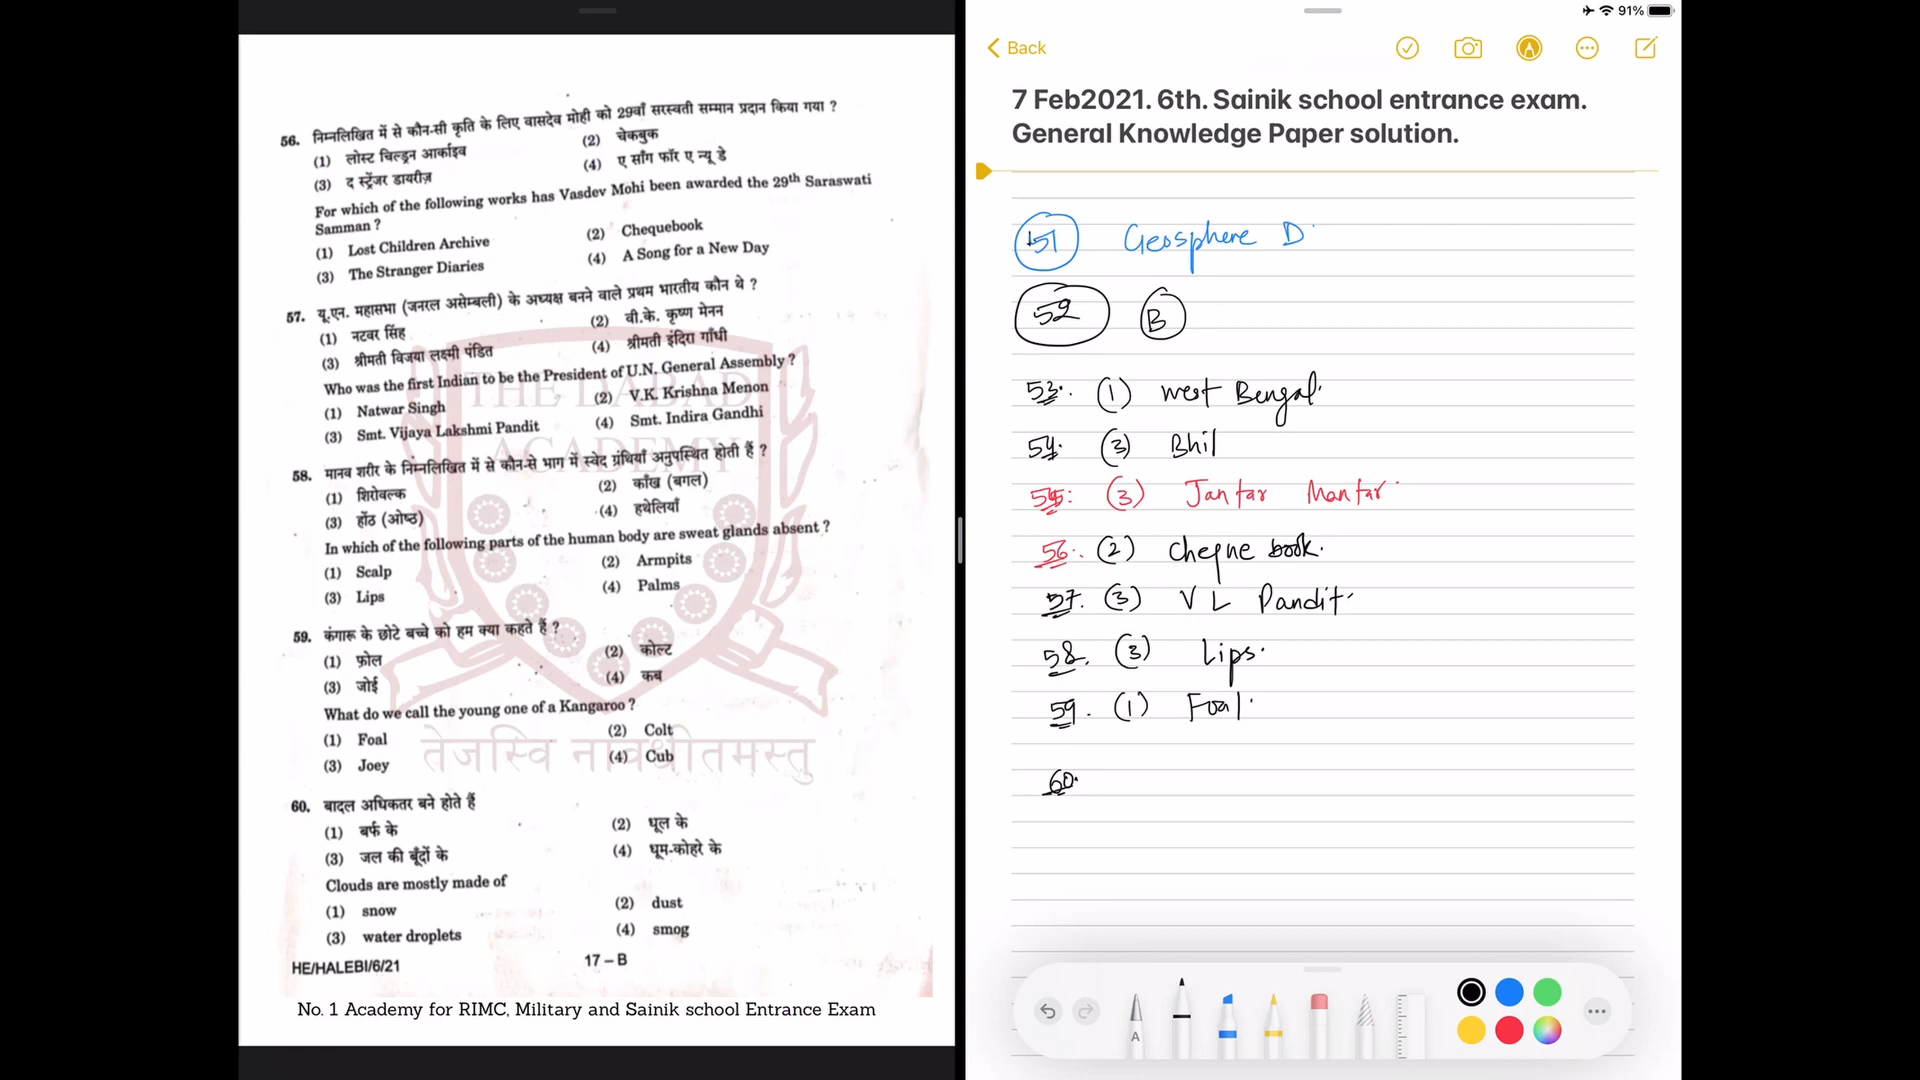 56. निम्नलिखित में से कौन-सी कृति के लिए वासदेव मोही को 29वाँ सरस्वती सम्मान प्रदान किया गया ?
(1) लोस्ट चिल्ड्रन आर्काइव (2) चेकबुक
(3) द स्ट्रेंजर डायरीज़ (4) ए सॉंग फॉर ए न्यू डे
For which of the following works has Vasdev Mohi been awarded the 29th Saraswati
Samman ?
(1) Lost Children Archive (2) Chequebook
(3) The Stranger Diaries (4) A Song for a New Day
57. यू.एन. महासभा (जनरल असेम्बली) के अध्यक्ष बनने वाले प्रथम भारतीय कौन थे ?
(1) नटवर सिंह (2) वी.के. कृष्ण मेनन
(3) श्रीमती विजया लक्ष्मी पंडित (4) श्रीमती इंदिरा गाँधी
Who was the first Indian to be the President of U.N. General Assembly ?
(1) Natwar Singh (2) V.K. Krishna Menon
(3) Smt. Vijaya Lakshmi Pandit (4) Smt. Indira Gandhi
58. मानव शरीर के निम्नलिखित में से कौन-से भाग में स्वेद ग्रंथियाँ अनुपस्थित होती हैं ?
(1) शिरोवल्क (2) काँख (बगल)
(3) होंठ (ओष्ठ) (4) हथेलियाँ
In which of the following parts of the human body are sweat glands absent ?
(1) Scalp (2) Armpits
(3) Lips (4) Palms
59. कंगारू के छोटे बच्चे को हम क्या कहते हैं ?
(1) फ़ोल (2) कोल्ट
(3) जोई (4) कब
What do we call the young one of a Kangaroo ?
(1) Foal (2) Colt
(3) Joey (4) Cub
60. बादल अधिकतर बने होते हैं
(1) बर्फ के (2) धूल के
(3) जल की बूँदों के (4) धूम-कोहरे के
Clouds are mostly made of
(1) snow (2) dust
(3) water droplets (4) smog
HE/HALEBI/6/21 17 – B
No. 1 Academy for RIMC, Military and Sainik school Entrance Exam
THE DABAD
ACADEMY
तेजस्वि नावधीतमस्तु
91%
Back
7 Feb2021. 6th. Sainik school entrance exam.
General Knowledge Paper solution.
51 Geosphere D.
52 B
53. (1) West Bengal.
54. (3) Bhil
55: (3) Jantar Mantar.
56. (2) Cheque book.
57. (3) V L Pandit.
58. (3) Lips.
59. (1) Foal.
60.
A